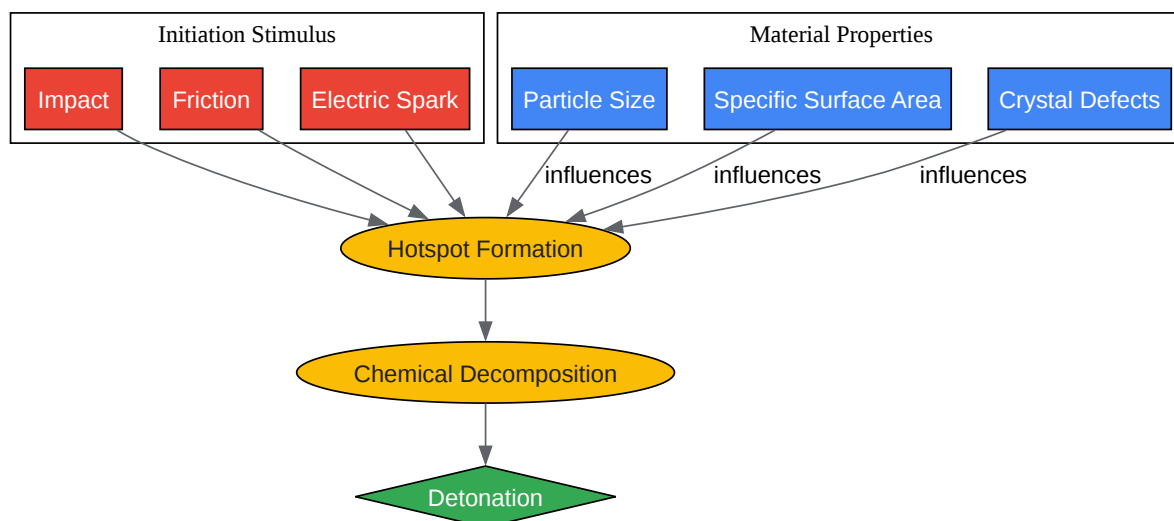 Initiation Stimulus
Material Properties
Impact
Friction
Electric Spark
Particle Size
Specific Surface Area
Crystal Defects
influences
influences
influences
Hotspot Formation
Chemical Decomposition
Detonation